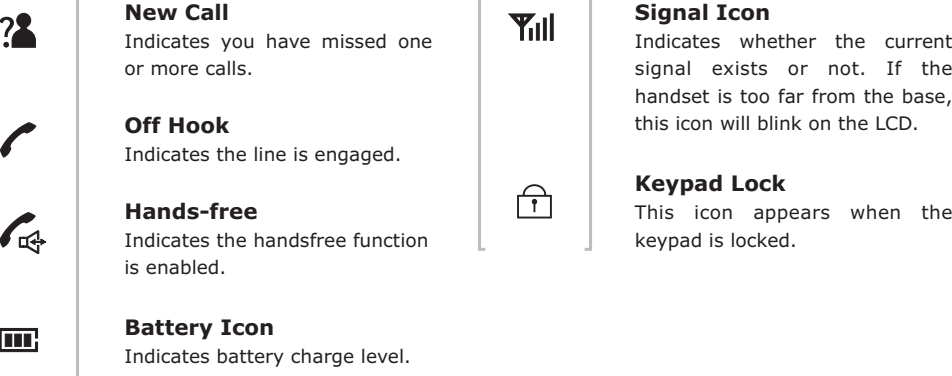 New Call
Indicates you have missed one
or more calls.
Off Hook
Indicates the line is engaged.
Hands-free
Indicates the handsfree function
is enabled.
Battery Icon
Indicates battery charge level.
Signal Icon
Indicates whether the current
signal exists or not. If the
handset is too far from the base,
this icon will blink on the LCD.
Keypad Lock
This icon appears when the
keypad is locked.